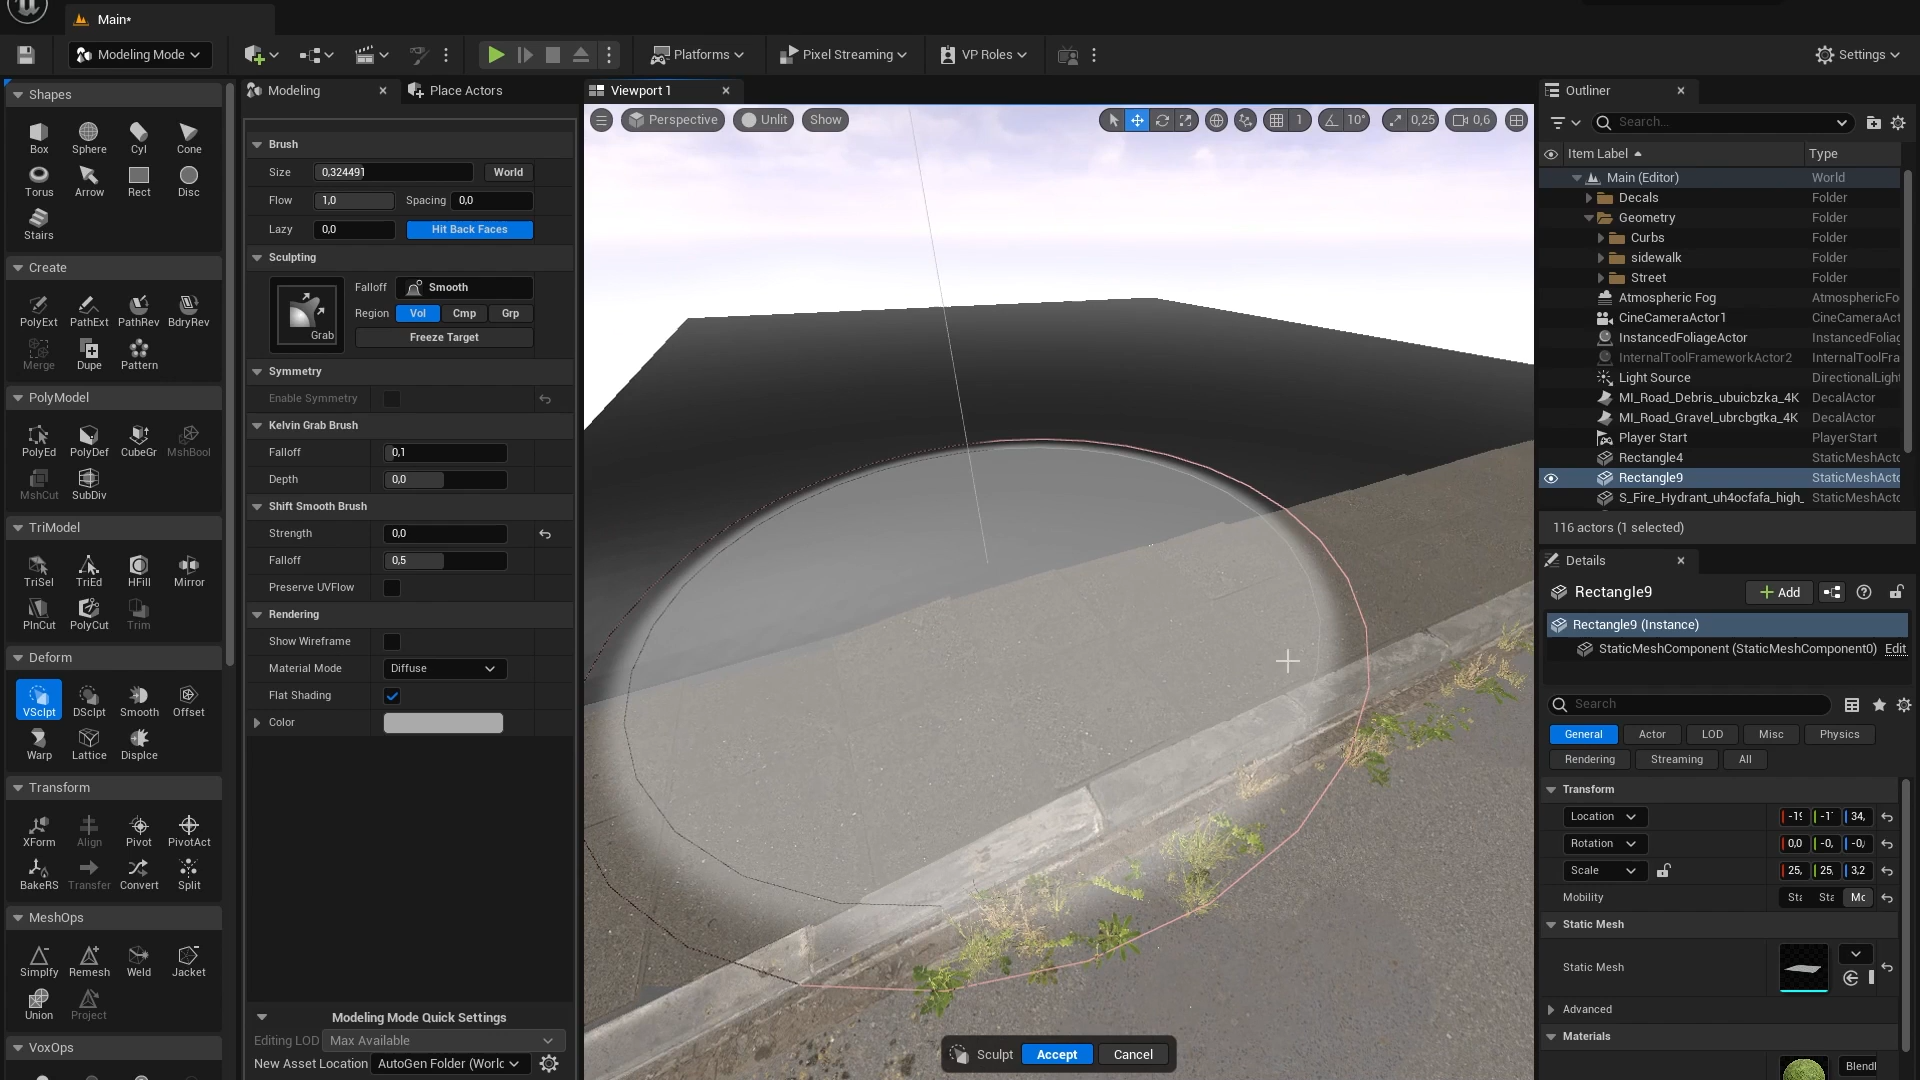 Main*
Modeling Mode
Platforms
Pixel Streaming
VP Roles
Settings
Shapes
Box Sphere Cyl Cone
Torus Arrow Rect Disc
Stairs
Create
PolyExt PathExt PathRev BdryRev
Merge Dupe Pattern
PolyModel
PolyEd PolyDef CubeGr MshBool
MshCut SubDiv
TriModel
TriSel TriEd HFill Mirror
PlnCut PolyCut Trim
Deform
VSclpt DSclpt Smooth Offset
Warp Lattice Displce
Transform
XForm Align Pivot PivotAct
BakeRS Transfer Convert Split
MeshOps
Simplfy Remesh Weld Jacket
Union Project
VoxOps
Modeling
Place Actors
Brush
Size 0,324491 World
Flow 1,0 Spacing 0,0
Lazy 0,0 Hit Back Faces
Sculpting
Grab
Falloff Smooth
Region Vol Cmp Grp
Freeze Target
Symmetry
Enable Symmetry
Kelvin Grab Brush
Falloff 0,1
Depth 0,0
Shift Smooth Brush
Strength 0,0
Falloff 0,5
Preserve UVFlow
Rendering
Show Wireframe
Material Mode Diffuse
Flat Shading
Color
Modeling Mode Quick Settings
Editing LOD Max Available
New Asset Location AutoGen Folder (Worlc
Viewport 1
Perspective Unlit Show
1 10° 0,25 0,6
Sculpt Accept Cancel
Outliner
Search...
Item Label Type
Main (Editor) World
Decals Folder
Geometry Folder
Curbs Folder
sidewalk Folder
Street Folder
Atmospheric Fog AtmosphericFo
CineCameraActor1 CineCameraAct
InstancedFoliageActor InstancedFoliag
InternalToolFrameworkActor2 InternalToolFra
Light Source DirectionalLight
MI_Road_Debris_ubuicbzka_4K DecalActor
MI_Road_Gravel_ubrcbgtka_4K DecalActor
Player Start PlayerStart
Rectangle4 StaticMeshActo
Rectangle9 StaticMeshActo
S_Fire_Hydrant_uh4ocfafa_high_ StaticMeshActo
116 actors (1 selected)
Details
Rectangle9 Add
Rectangle9 (Instance)
StaticMeshComponent (StaticMeshComponent0) Edit
Search
General Actor LOD Misc Physics
Rendering Streaming All
Transform
Location -19 -1 34,
Rotation 0,0 -0, -0,
Scale 25, 25, 3,2
Mobility Sta Sta Mo
Static Mesh
Static Mesh
Advanced
Materials
Blend